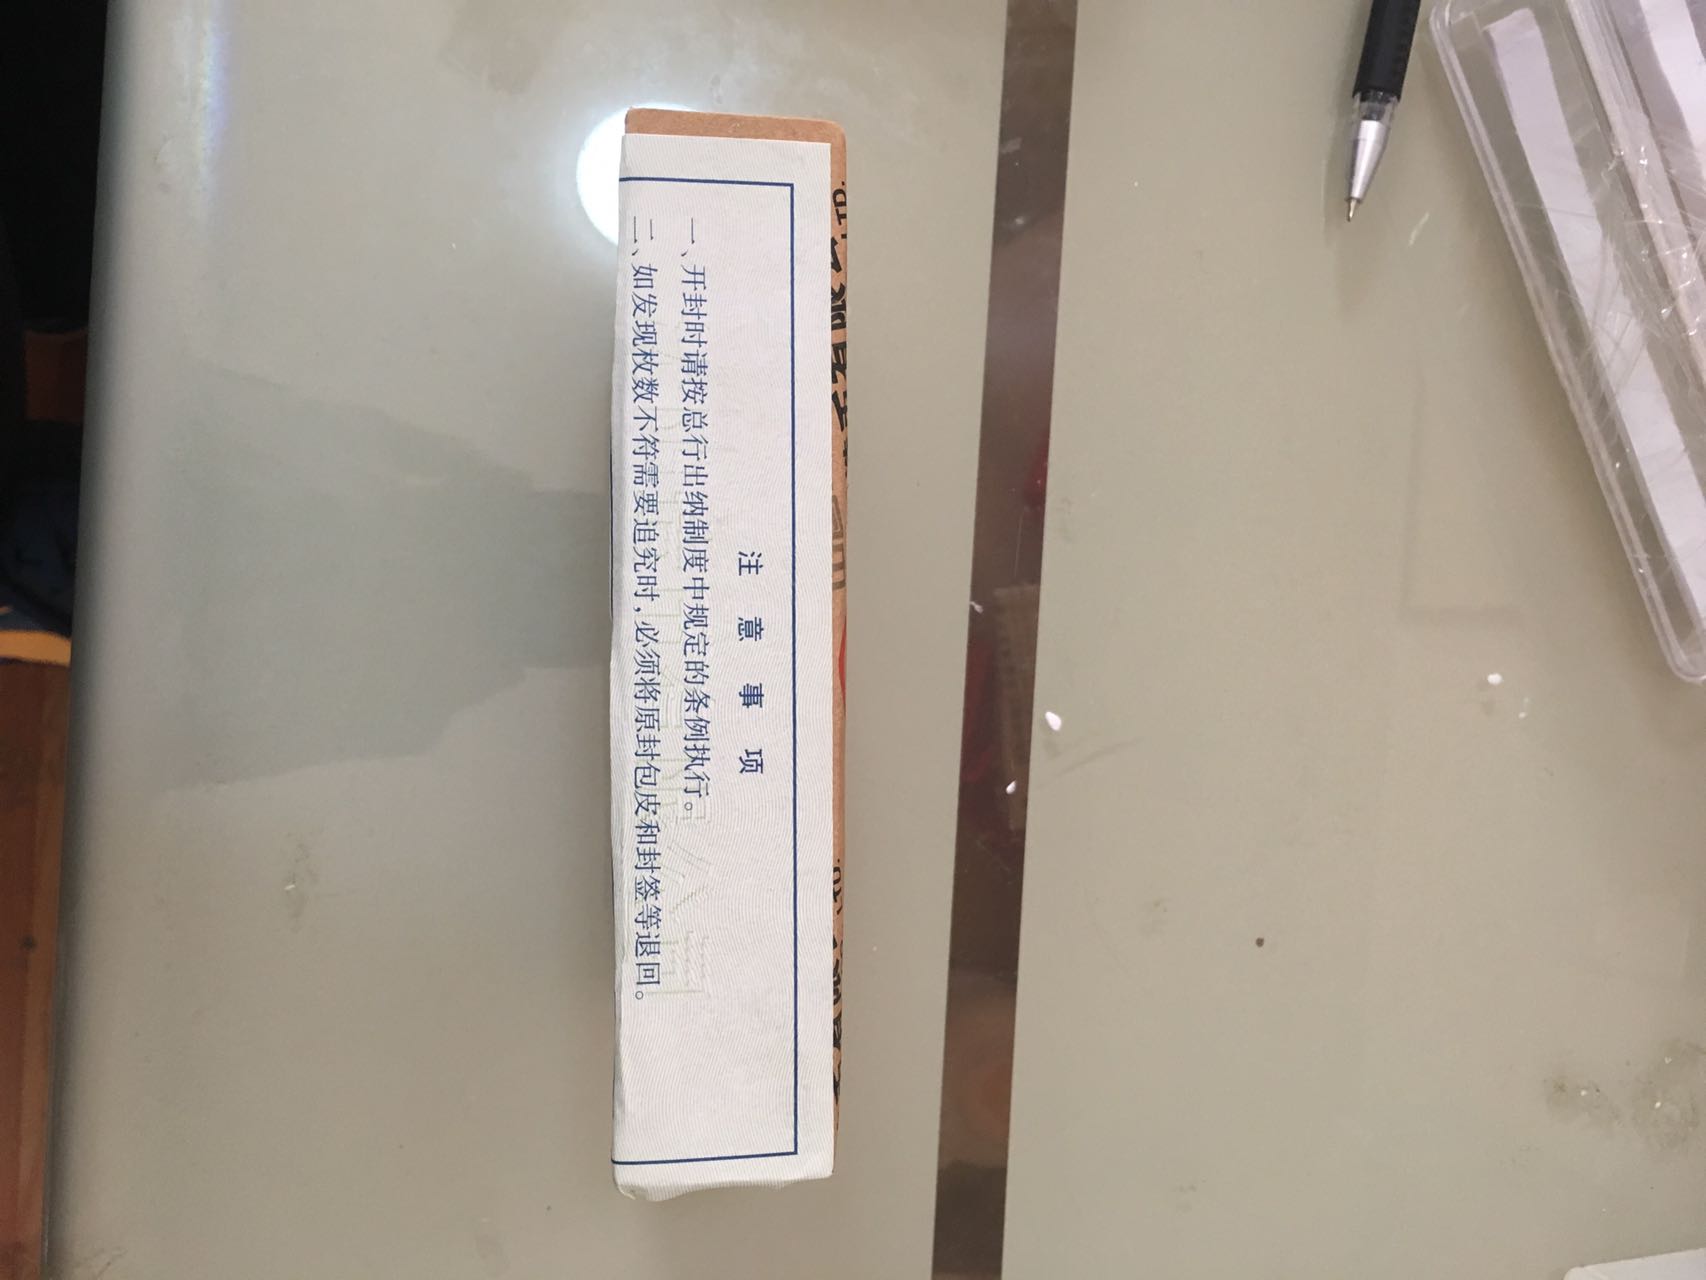 注意事项
一、开封时请按总行出纳制度中规定的条例执行。
二、如发现枚数不符需要追究时，必须将原封包皮和封签等退回。